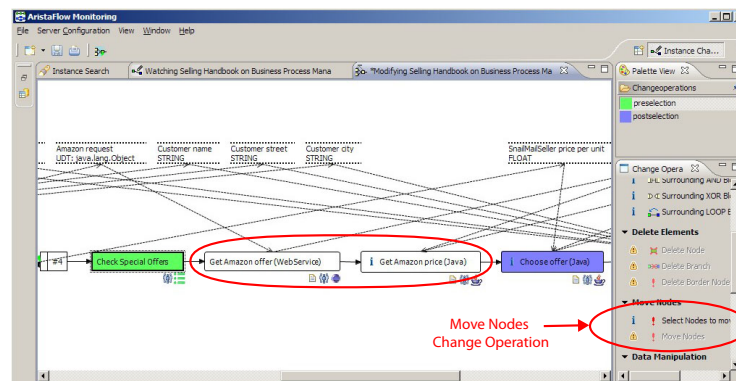 AristaFlow Monitoring
File Server Configuration View Window Help
Instance Cha...
Instance Search
Watching Selling Handbook on Business Process Mana
*Modifying Selling Handbook on Business Process Ma
Palette View
Changeoperations
preselection
postselection
Amazon request
UDT: java.lang.Object
Customer name
STRING
Customer street
STRING
Customer city
STRING
SnailMailSeller price per unit
FLOAT
Change Opera
Surrounding AND Bl
Surrounding XOR Bl
Surrounding LOOP B
Delete Elements
Delete Node
Delete Branch
Delete Border Node
Move Nodes
Select Nodes to mov
Move Nodes
Data Manipulation
#4
Check Special Offers
Get Amazon offer (WebService)
Get Amazon price (Java)
Choose offer (Java)
Move Nodes
Change Operation